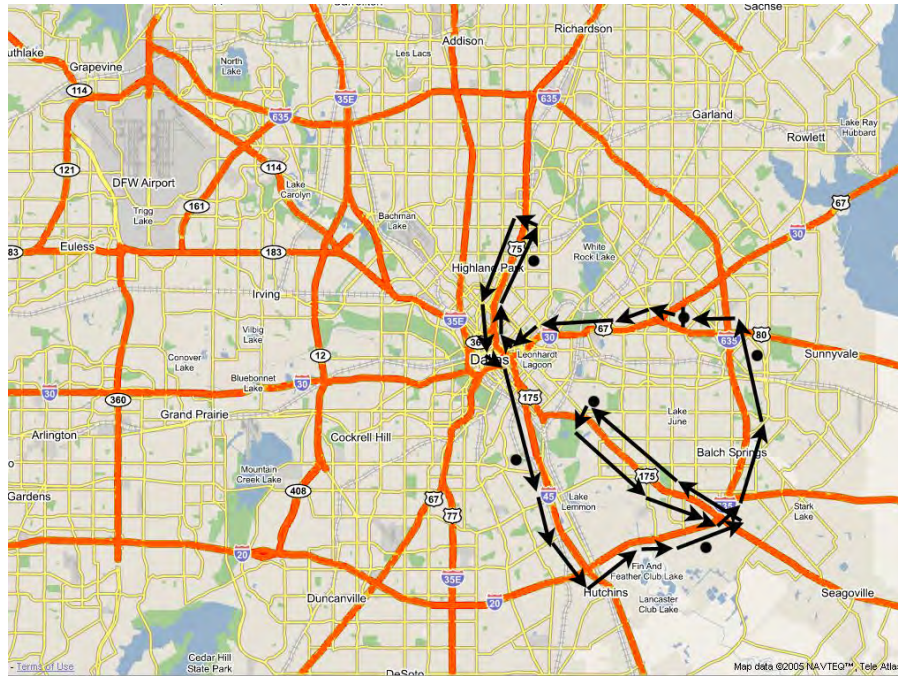 Sachse
Addison
Richardson
outhlake
Grapevine
Les Lacs
North
Lake
114
35E
635
635
Garland
Lake Ray
Hubbard
Rowlett
121
DFW Airport
114
Lake
Carolyn
161
Trigg
Lake
Bachman
Lake
67
30
Euless
83
183
75
White
Rock Lake
Highland Park
Irving
35E
67
30
80
635
Sunnyvale
Vilbig
Lake
12
Conover
Lake
Bluebonnet
Lake
30
Leonhardt
Lagoon
30
360
Grand Prairie
175
Lake
June
Arlington
Cockrell Hill
Balch Springs
Mountain
Creek Lake
175
Gardens
408
67
77
45
Lake
Lemmon
Stark
Lake
20
35E
20
Fin And
Feather Club Lake
Hutchins
Lancaster
Club Lake
Seagoville
Duncanville
Cedar Hill
State Park
DeSoto
- Terms of Use
Map data ©2005 NAVTEQ™, Tele Atlas